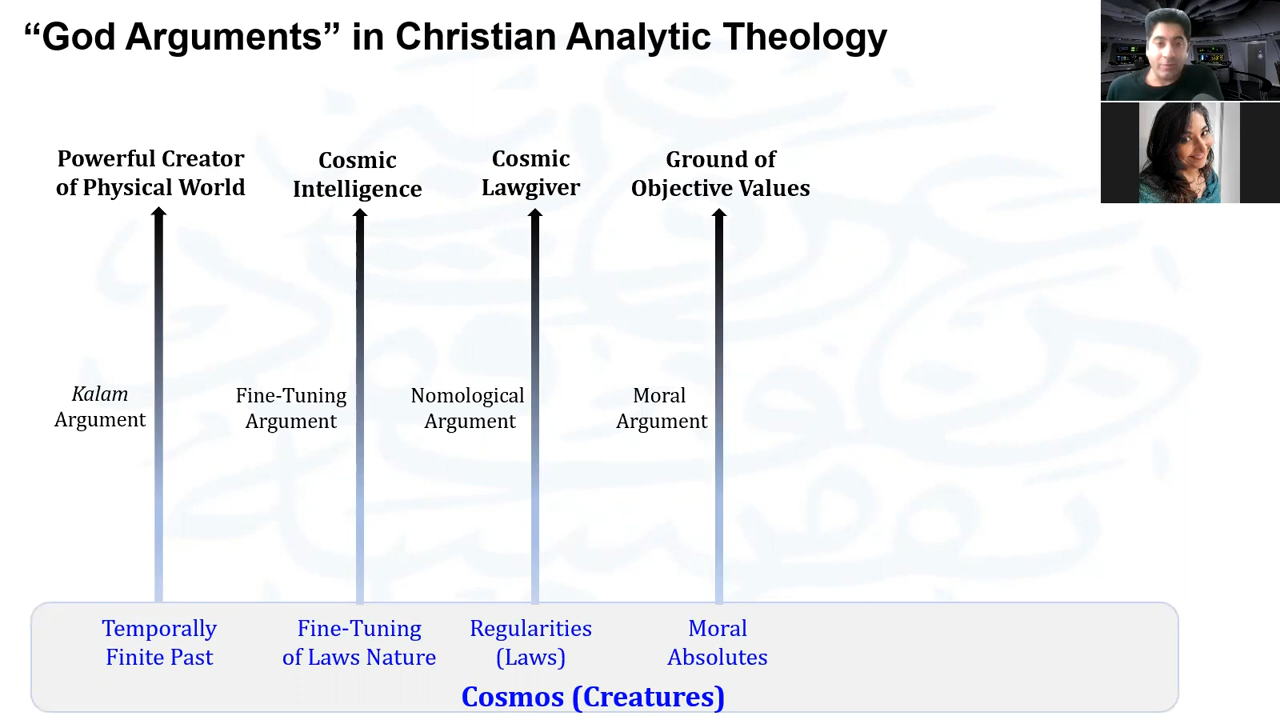 “God Arguments” in Christian Analytic Theology
Powerful Creator
of Physical World
Cosmic
Intelligence
Cosmic
Lawgiver
Ground of
Objective Values
Kalam
Argument
Fine-Tuning
Argument
Nomological
Argument
Moral
Argument
Temporally
Finite Past
Fine-Tuning
of Laws Nature
Regularities
(Laws)
Moral
Absolutes
Cosmos (Creatures)